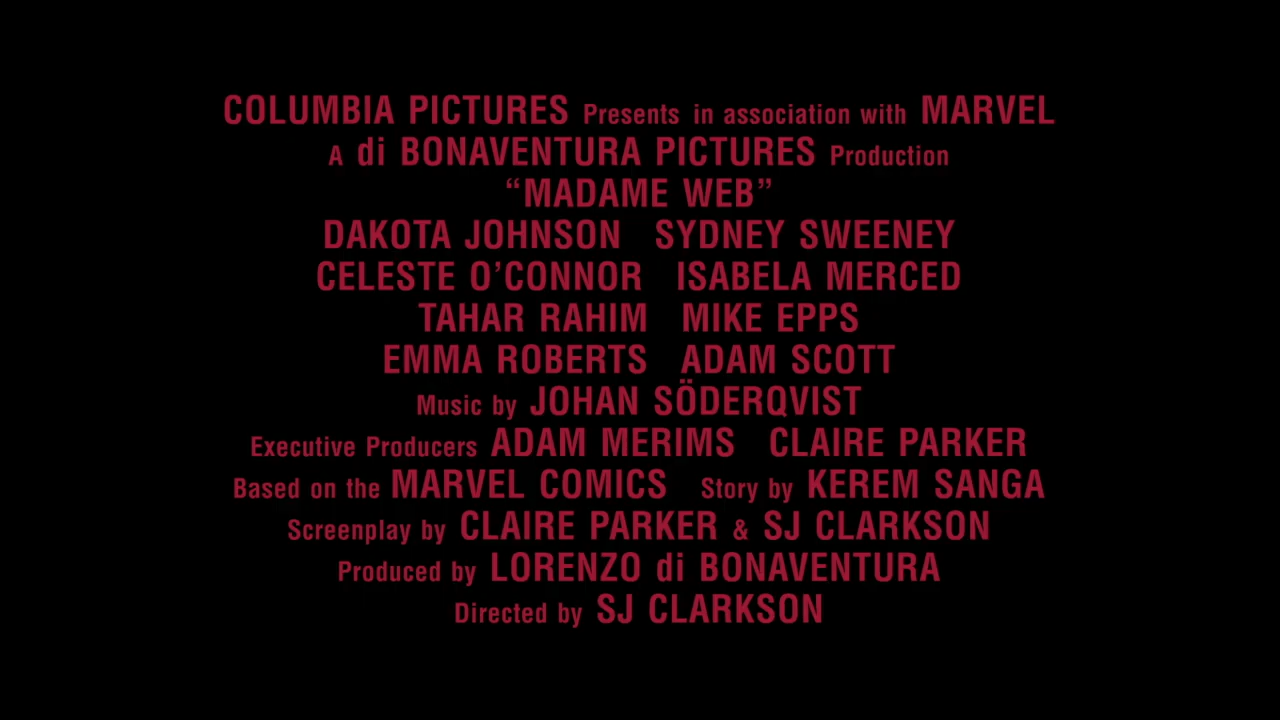 COLUMBIA PICTURES Presents in association with MARVEL
A di BONAVENTURA PICTURES Production
“MADAME WEB”
DAKOTA JOHNSON SYDNEY SWEENEY
CELESTE O’CONNOR ISABELA MERCED
TAHAR RAHIM MIKE EPPS
EMMA ROBERTS ADAM SCOTT
Music by JOHAN SÖDERQVIST
Executive Producers ADAM MERIMS CLAIRE PARKER
Based on the MARVEL COMICS Story by KEREM SANGA
Screenplay by CLAIRE PARKER & SJ CLARKSON
Produced by LORENZO di BONAVENTURA
Directed by SJ CLARKSON